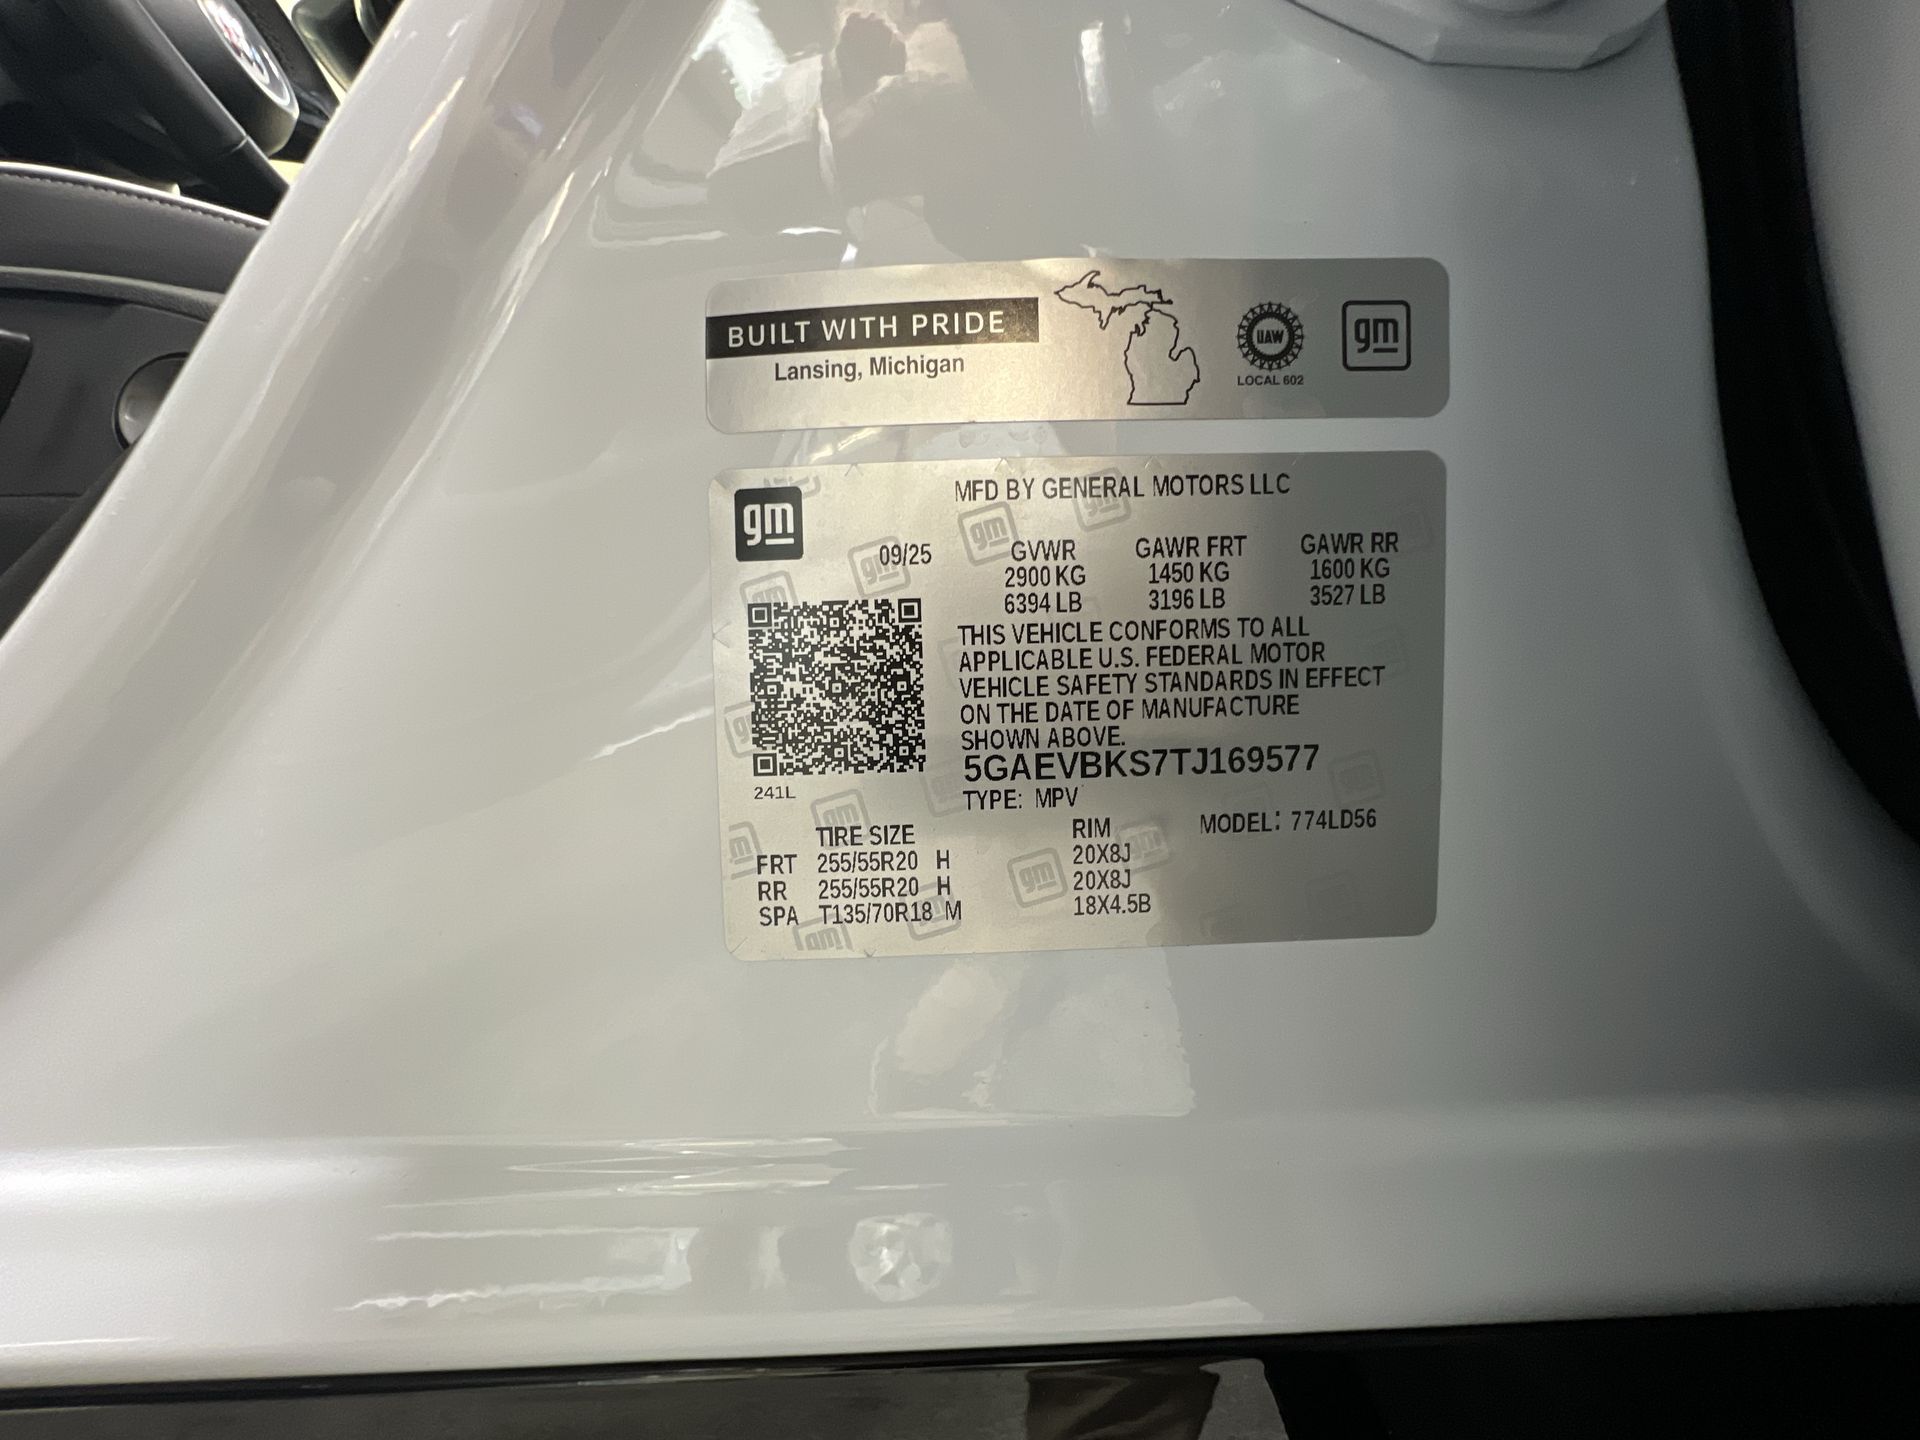 BUILT WITH PRIDE
Lansing, Michigan
UAW
LOCAL 602
gm
gm
MFD BY GENERAL MOTORS LLC
09/25
GVWR GAWR FRT GAWR RR
2900 KG 1450 KG 1600 KG
6394 LB 3196 LB 3527 LB
THIS VEHICLE CONFORMS TO ALL
APPLICABLE U.S. FEDERAL MOTOR
VEHICLE SAFETY STANDARDS IN EFFECT
ON THE DATE OF MANUFACTURE
SHOWN ABOVE.
5GAEVBKS7TJ169577
241L
TYPE: MPV
MODEL: 774LD56
TIRE SIZE RIM
FRT 255/55R20 H 20X8J
RR 255/55R20 H 20X8J
SPA T135/70R18 M 18X4.5B